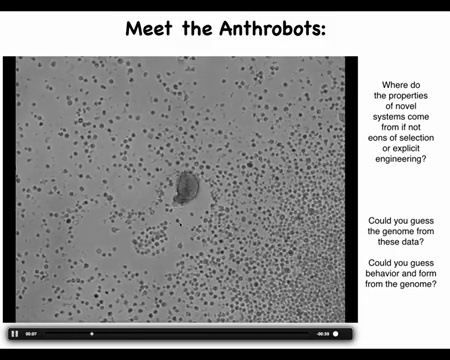 Meet the Anthrobots:
Where do
the properties
of novel
systems come
from if not
eons of selection
or explicit
engineering?
Could you guess
the genome from
these data?
Could you guess
behavior and form
from the genome?
00:07
-00:39